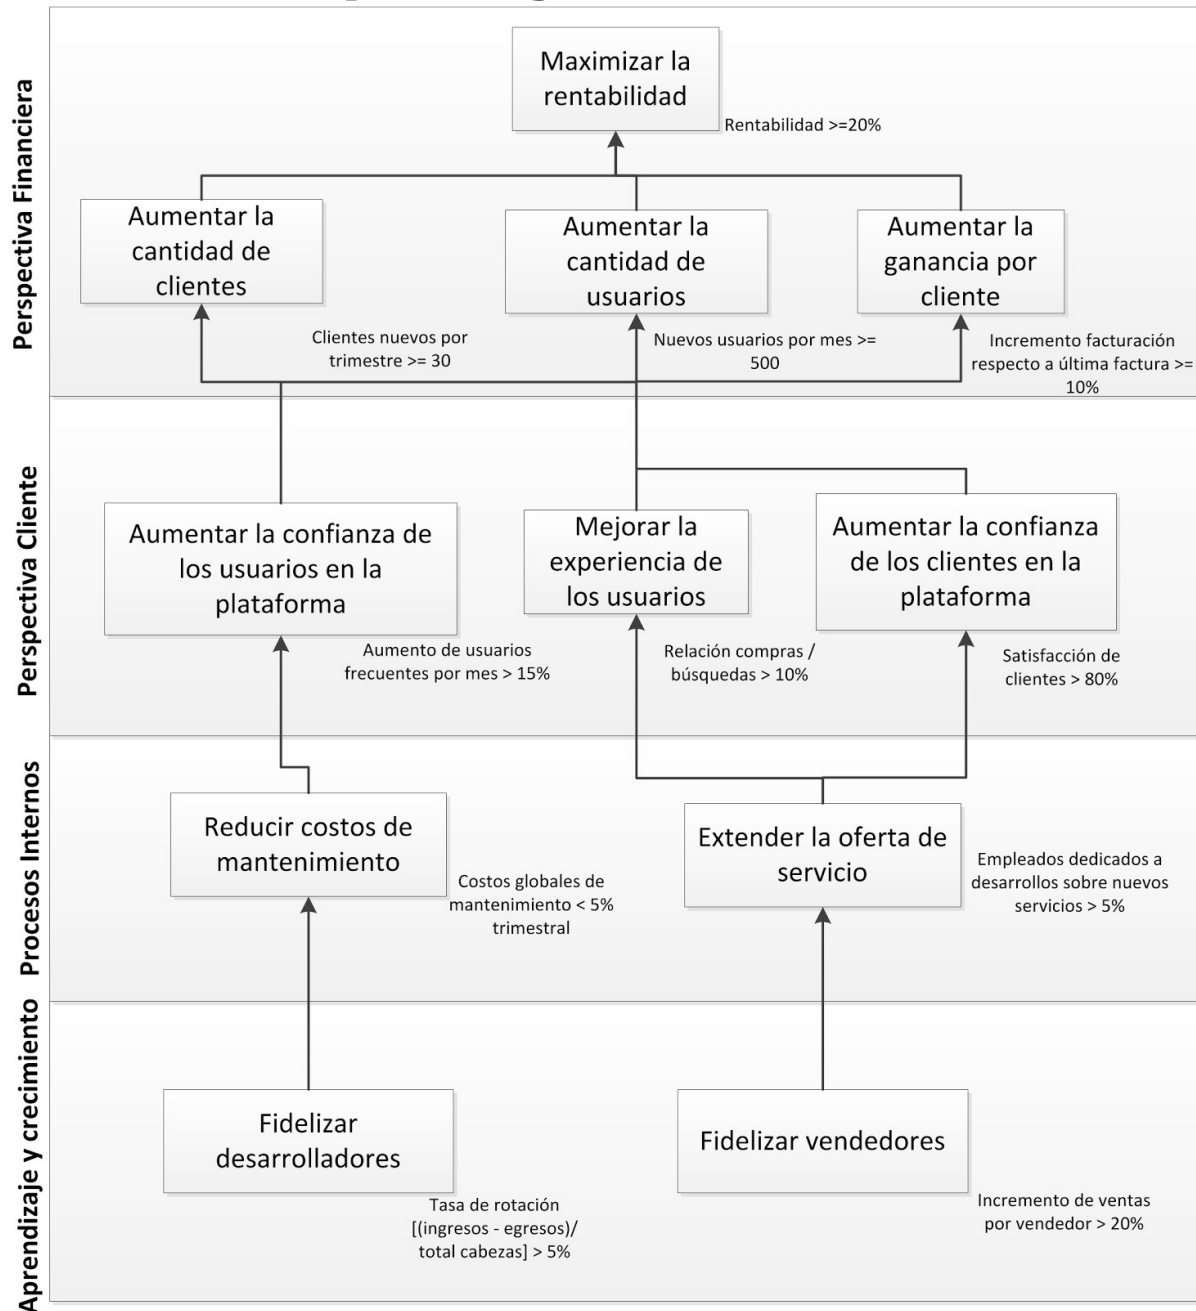 Perspectiva Financiera
Maximizar la
rentabilidad
Rentabilidad >=20%
Aumentar la
cantidad de
clientes
Clientes nuevos por
trimestre >= 30
Aumentar la
cantidad de
usuarios
Nuevos usuarios por mes >=
500
Aumentar la
ganancia por
cliente
Incremento facturación
respecto a última factura >=
10%
Perspectiva Cliente
Aumentar la confianza de
los usuarios en la
plataforma
Aumento de usuarios
frecuentes por mes > 15%
Mejorar la
experiencia de
los usuarios
Relación compras /
búsquedas > 10%
Aumentar la confianza
de los clientes en la
plataforma
Satisfacción de
clientes > 80%
Procesos Internos
Reducir costos de
mantenimiento
Costos globales de
mantenimiento < 5%
trimestral
Extender la oferta de
servicio
Empleados dedicados a
desarrollos sobre nuevos
servicios > 5%
Aprendizaje y crecimiento
Fidelizar
desarrolladores
Tasa de rotación
[(ingresos - egresos)/
total cabezas] > 5%
Fidelizar vendedores
Incremento de ventas
por vendedor > 20%